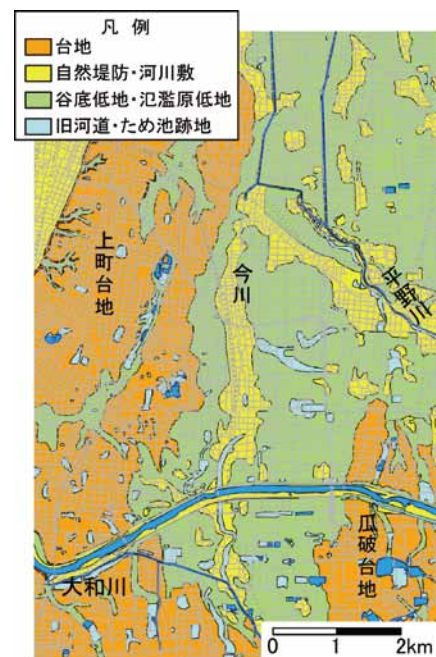 凡 例
台地
自然堤防・河川敷
谷底低地・氾濫原低地
旧河道・ため池跡地
上町台地
今川
平野川
瓜破台地
大和川
0 1 2km